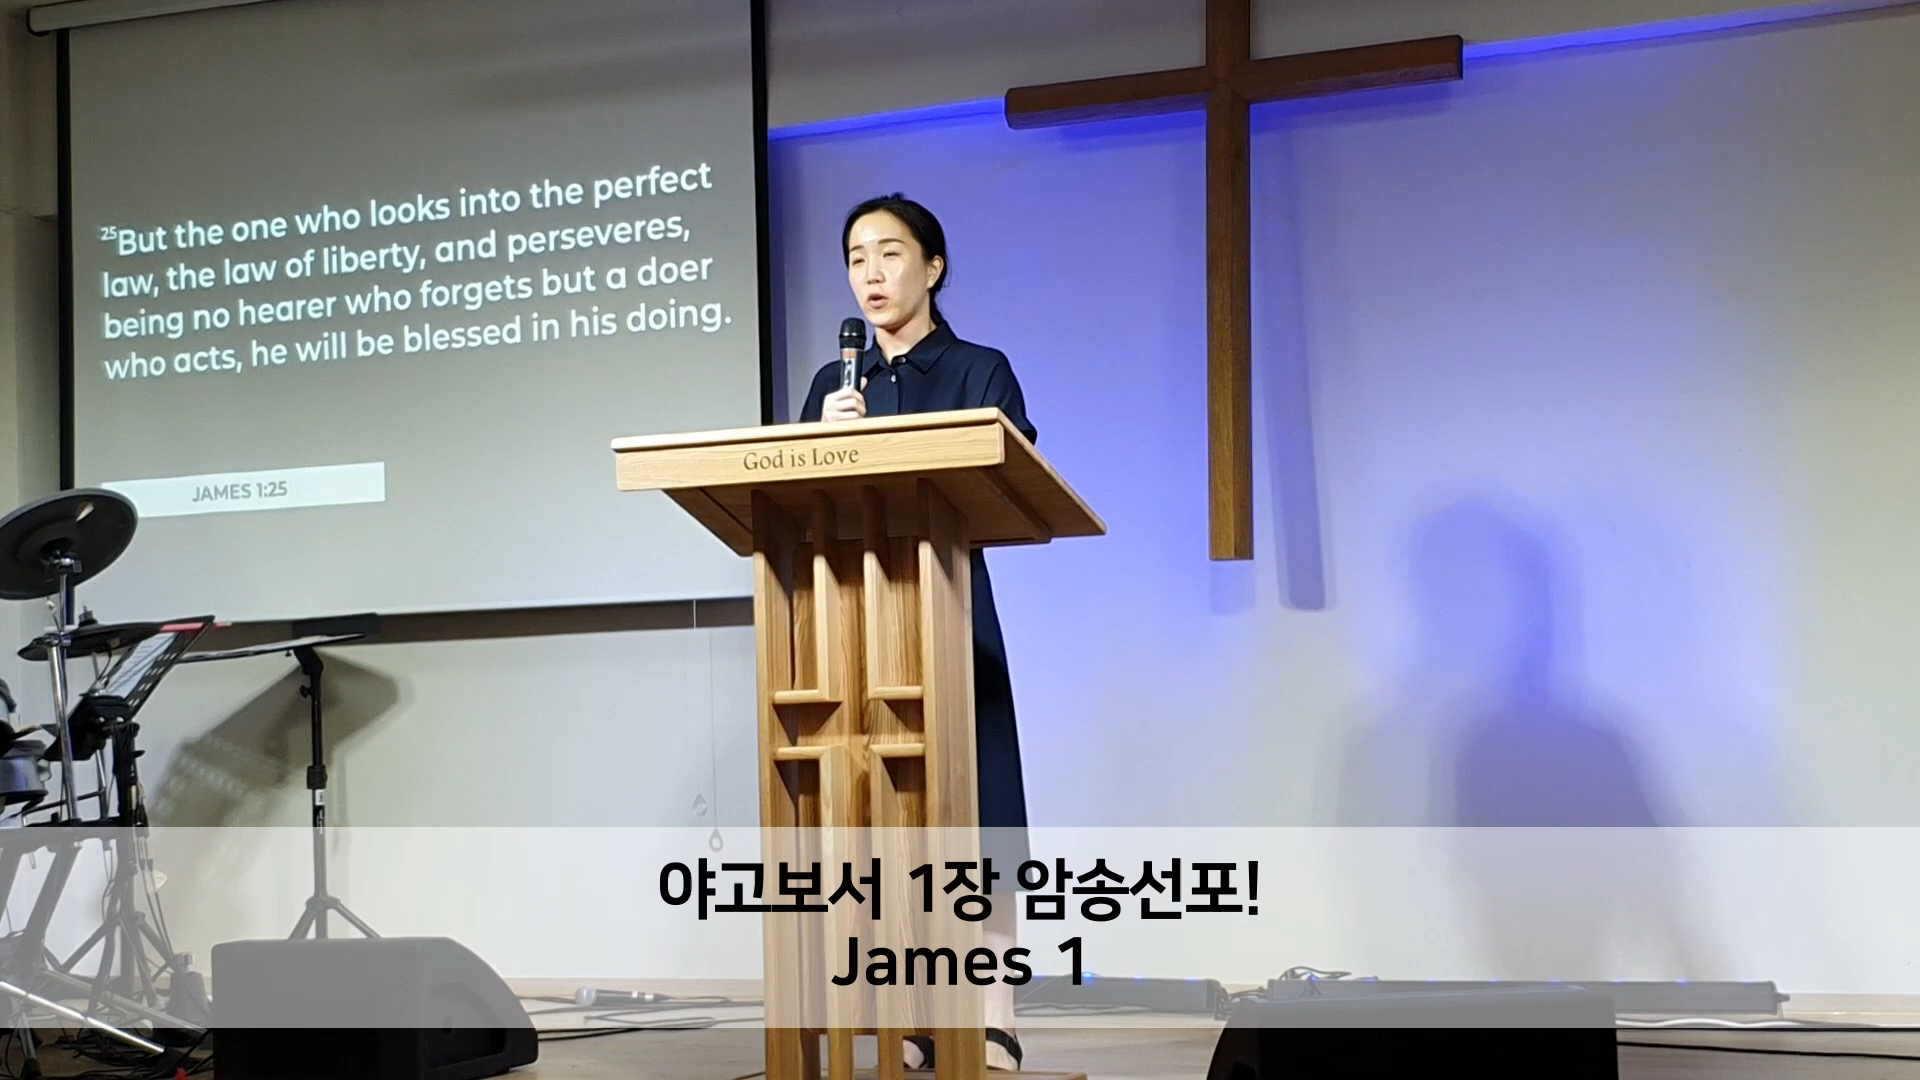 ²⁵But the one who looks into the perfect
law, the law of liberty, and perseveres,
being no hearer who forgets but a doer
who acts, he will be blessed in his doing.
JAMES 1:25
God is Love
야고보서 1장 암송선포!
James 1